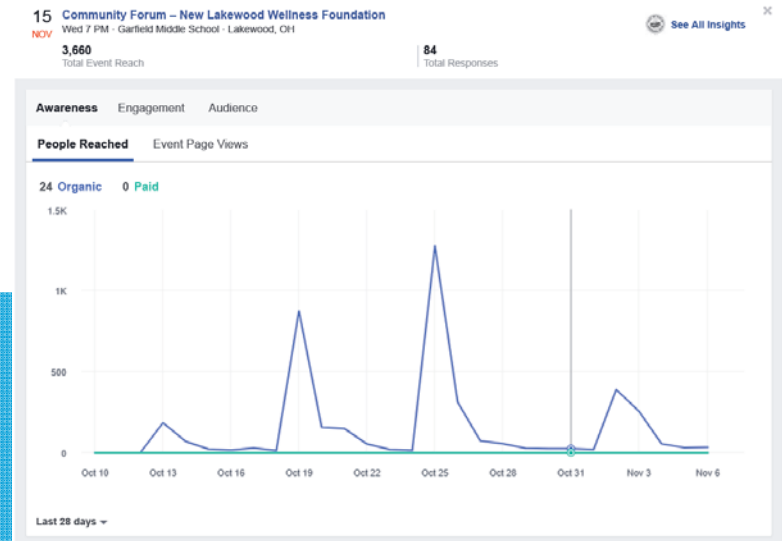 15 Community Forum – New Lakewood Wellness Foundation
NOV Wed 7 PM · Garfield Middle School · Lakewood, OH
See All Insights
3,660
Total Event Reach
84
Total Responses
Awareness Engagement Audience
People Reached Event Page Views
24 Organic 0 Paid
1.5K
1K
500
0
Oct 10 Oct 13 Oct 16 Oct 19 Oct 22 Oct 25 Oct 28 Oct 31 Nov 3 Nov 6
Last 28 days